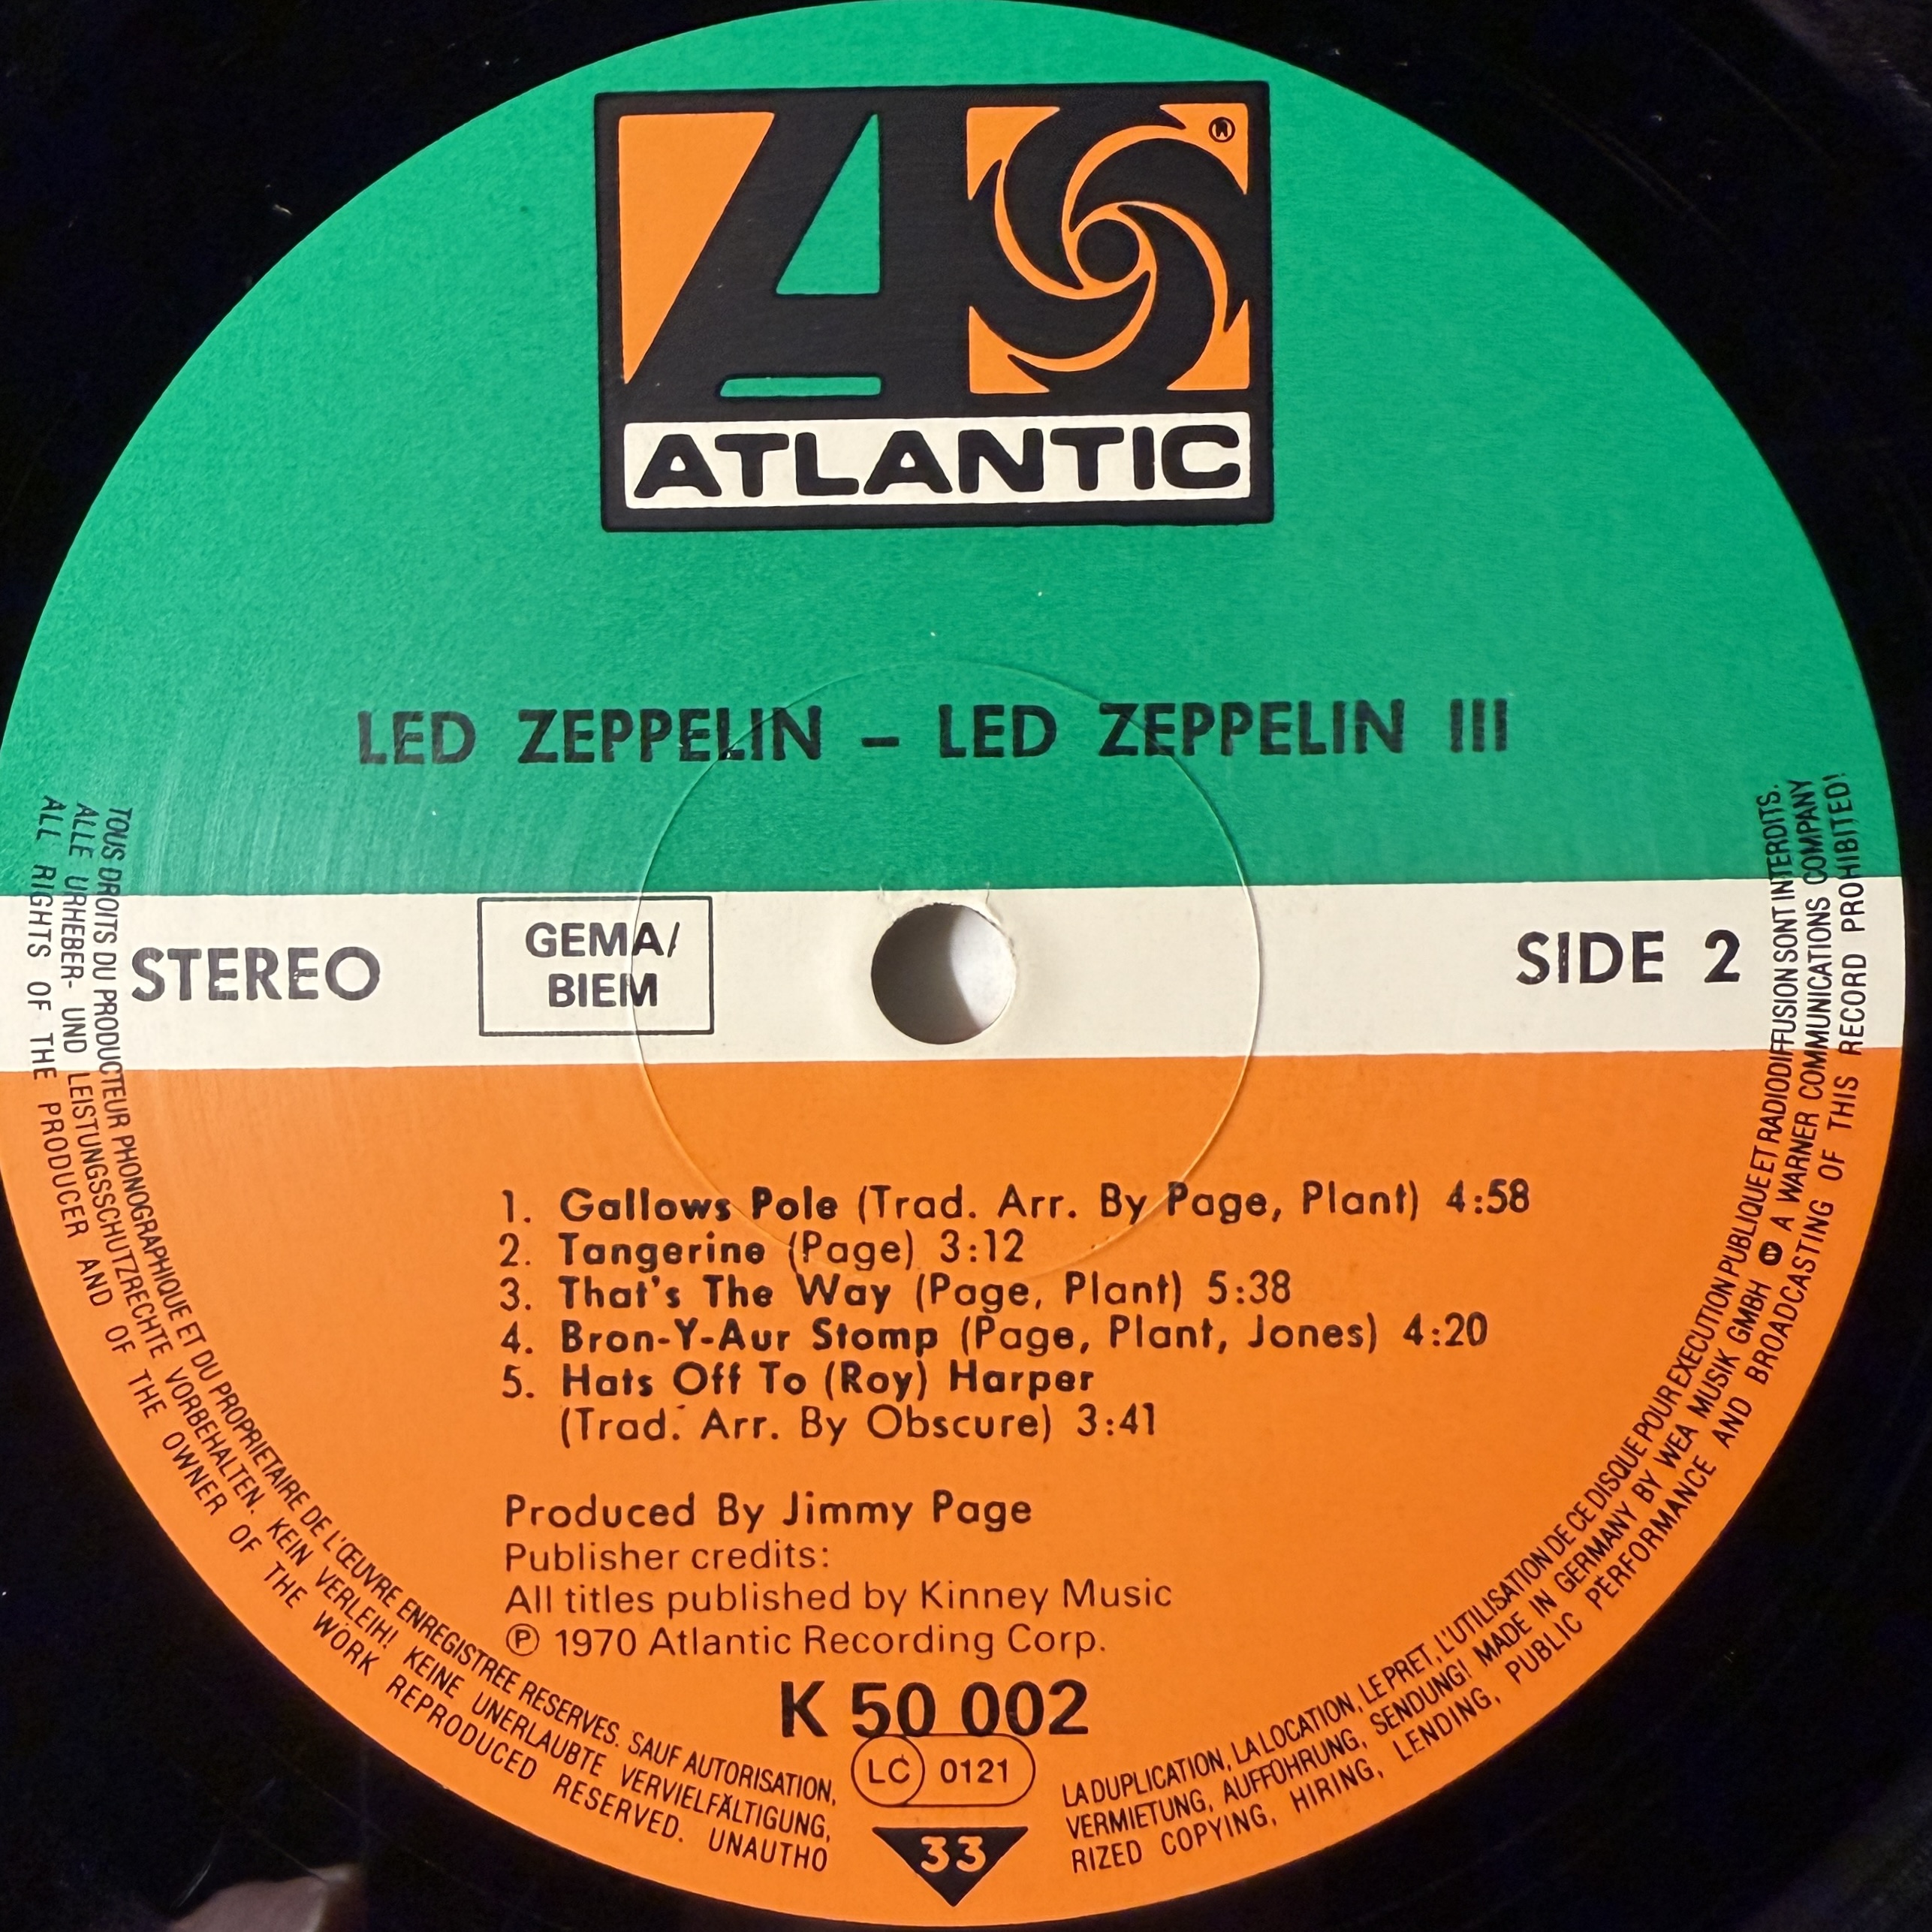 ATLANTIC
LED ZEPPELIN – LED ZEPPELIN III
STEREO
GEMA/
BIEM
SIDE 2
1. Gallows Pole (Trad. Arr. By Page, Plant) 4:58
2. Tangerine (Page) 3:12
3. That's The Way (Page, Plant) 5:38
4. Bron-Y-Aur Stomp (Page, Plant, Jones) 4:20
5. Hats Off To (Roy) Harper
(Trad. Arr. By Obscure) 3:41
Produced By Jimmy Page
Publisher credits:
All titles published by Kinney Music
℗ 1970 Atlantic Recording Corp.
K 50 002
LC 0121
33
TOUS DROITS DU PRODUCTEUR PHONOGRAPHIQUE ET DU PROPRIETAIRE DE L'ŒUVRE ENREGISTREE RESERVES. SAUF AUTORISATION, LA DUPLICATION, LA LOCATION, LE PRET, L'UTILISATION DE CE DISQUE POUR EXECUTION PUBLIQUE ET RADIODIFFUSION SONT INTERDITS.
ALLE URHEBER- UND LEISTUNGSSCHUTZRECHTE VORBEHALTEN. KEIN VERLEIH! KEINE UNERLAUBTE VERVIELFÄLTIGUNG, VERMIETUNG, AUFFÜHRUNG, SENDUNG! MADE IN GERMANY BY WEA MUSIK GMBH A WARNER COMMUNICATIONS COMPANY
ALL RIGHTS OF THE PRODUCER AND OF THE OWNER OF THE WORK REPRODUCED RESERVED. UNAUTHORIZED COPYING, HIRING, LENDING, PUBLIC PERFORMANCE AND BROADCASTING OF THIS RECORD PROHIBITED!